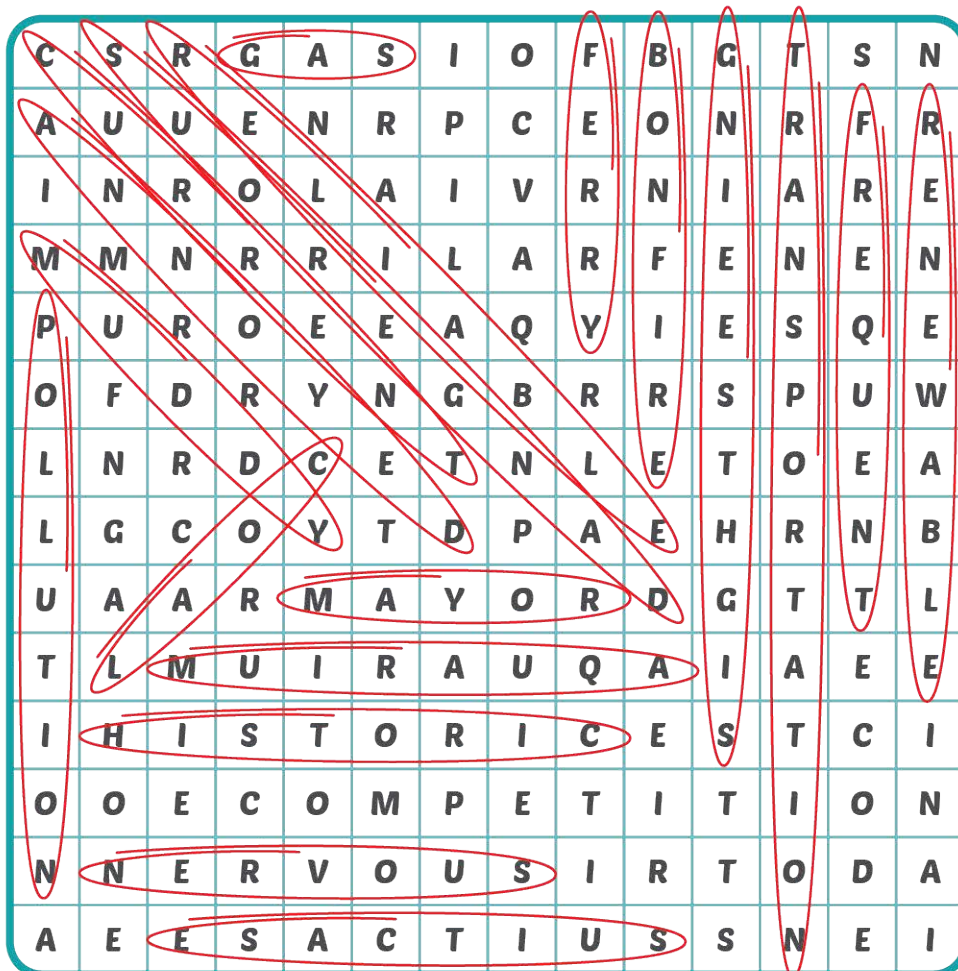 C S R G A S I O F B G T S N
A U U E N R P C E O N R F R
I N R O L A I V R N I A R E
M M N R R I L A R F E N E N
P U R O E E A Q Y I E S Q E
O F D R Y N G B R R S P U W
L N R D C E T N L E T O E A
L G C O Y T D P A E H R N B
U A A R M A Y O R D G T T L
T L M U I R A U Q A I A E E
I H I S T O R I C E S T C I
O O E C O M P E T I T I O N
N N E R V O U S I R T O D A
A E E S A C T I U S S N E I